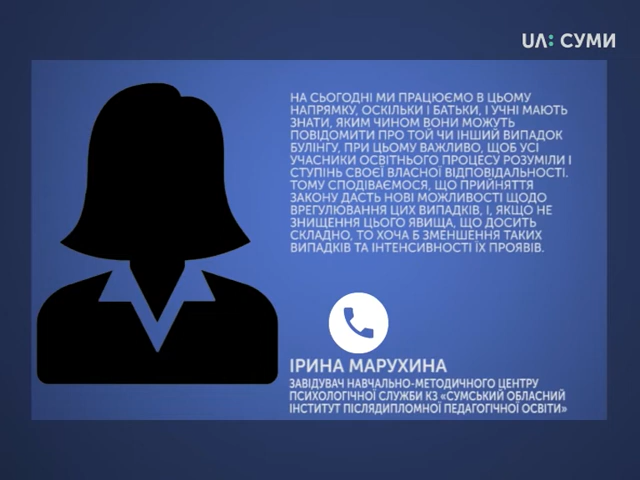 UA: СУМИ
НА СЬОГОДНІ МИ ПРАЦЮЄМО В ЦЬОМУ
НАПРЯМКУ, ОСКІЛЬКИ І БАТЬКИ, І УЧНІ МАЮТЬ
ЗНАТИ, ЯКИМ ЧИНОМ ВОНИ МОЖУТЬ
ПОВІДОМИТИ ПРО ТОЙ ЧИ ІНШИЙ ВИПАДОК
БУЛІНГУ, ПРИ ЦЬОМУ ВАЖЛИВО, ЩОБ УСІ
УЧАСНИКИ ОСВІТНЬОГО ПРОЦЕСУ РОЗУМІЛИ І
СТУПІНЬ СВОЄЇ ВЛАСНОЇ ВІДПОВІДАЛЬНОСТІ.
ТОМУ СПОДІВАЄМОСЯ, ЩО ПРИЙНЯТТЯ
ЗАКОНУ ДАСТЬ НОВІ МОЖЛИВОСТІ ЩОДО
ВРЕГУЛЮВАННЯ ЦИХ ВИПАДКІВ, І, ЯКЩО НЕ
ЗНИЩЕННЯ ЦЬОГО ЯВИЩА, ЩО ДОСИТЬ
СКЛАДНО, ТО ХОЧА Б ЗМЕНШЕННЯ ТАКИХ
ВИПАДКІВ ТА ІНТЕНСИВНОСТІ ЇХ ПРОЯВІВ.
ІРИНА МАРУХИНА
ЗАВІДУВАЧ НАВЧАЛЬНО-МЕТОДИЧНОГО ЦЕНТРУ
ПСИХОЛОГІЧНОЇ СЛУЖБИ КЗ «СУМСЬКИЙ ОБЛАСНИЙ
ІНСТИТУТ ПІСЛЯДИПЛОМНОЇ ПЕДАГОГІЧНОЇ ОСВІТИ»